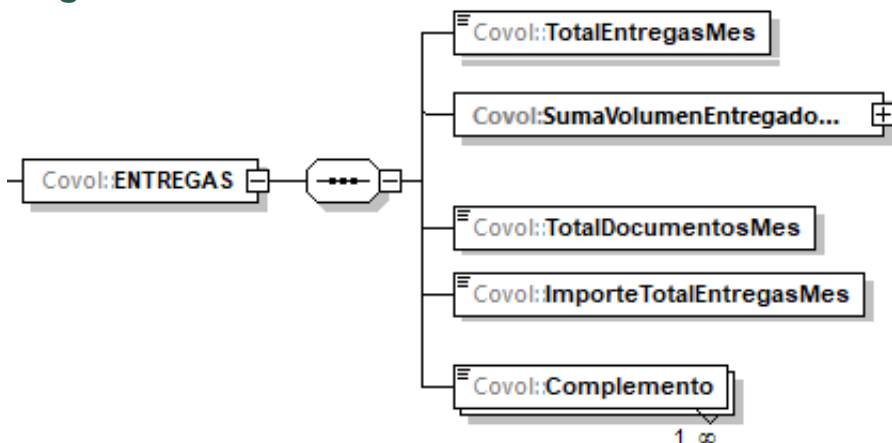 Covol::TotalEntregasMes
Covol:SumaVolumenEntregado...
Covol::ENTREGAS
Covol::TotalDocumentosMes
Covol::ImporteTotalEntregasMes
Covol::Complemento
1 ∞